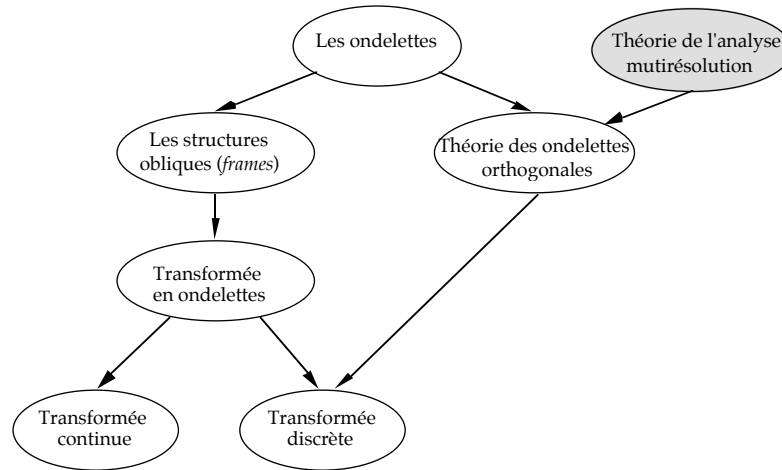 Les ondelettes
Théorie de l'analyse
mutirésolution
Les structures
obliques (frames)
Théorie des ondelettes
orthogonales
Transformée
en ondelettes
Transformée
continue
Transformée
discrète